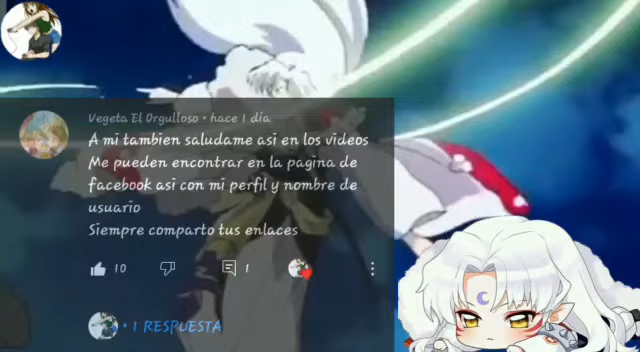 Vegeta El Orgulloso • hace 1 día
A mi tambien saludame asi en los videos
Me pueden encontrar en la pagina de
facebook asi con mi perfil y nombre de
usuario
Siempre comparto tus enlaces
10
1
• 1 RESPUESTA